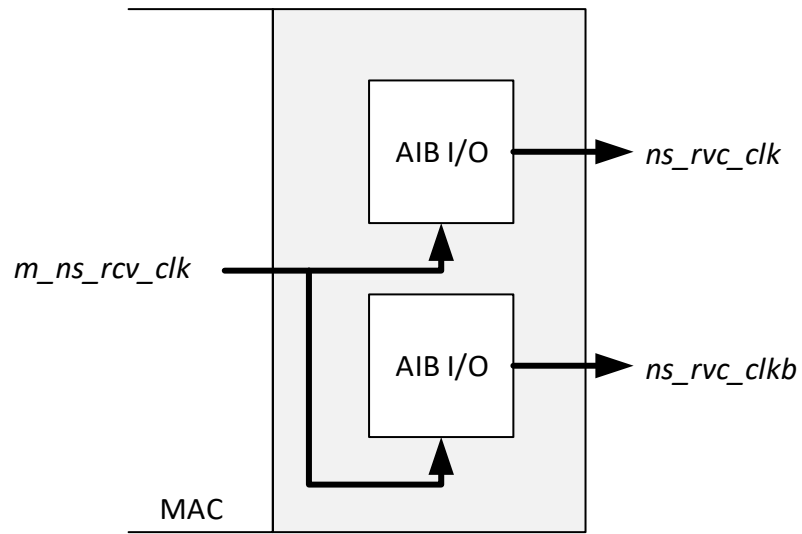 AIB I/O
ns_rvc_clk
m_ns_rcv_clk
AIB I/O
ns_rvc_clkb
MAC